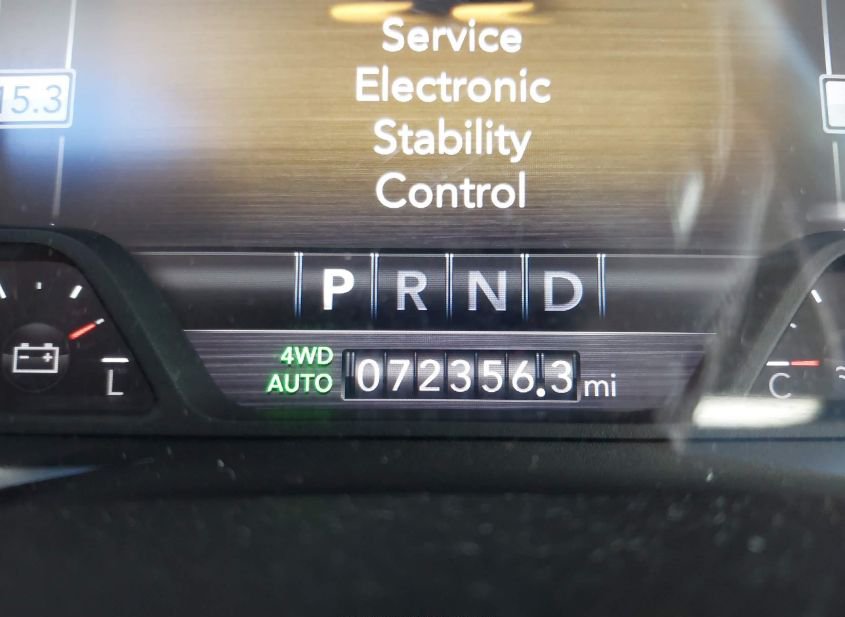 Service
15.3
Electronic
Stability
Control
P R N D
4WD
AUTO
072356.3 mi
L
C